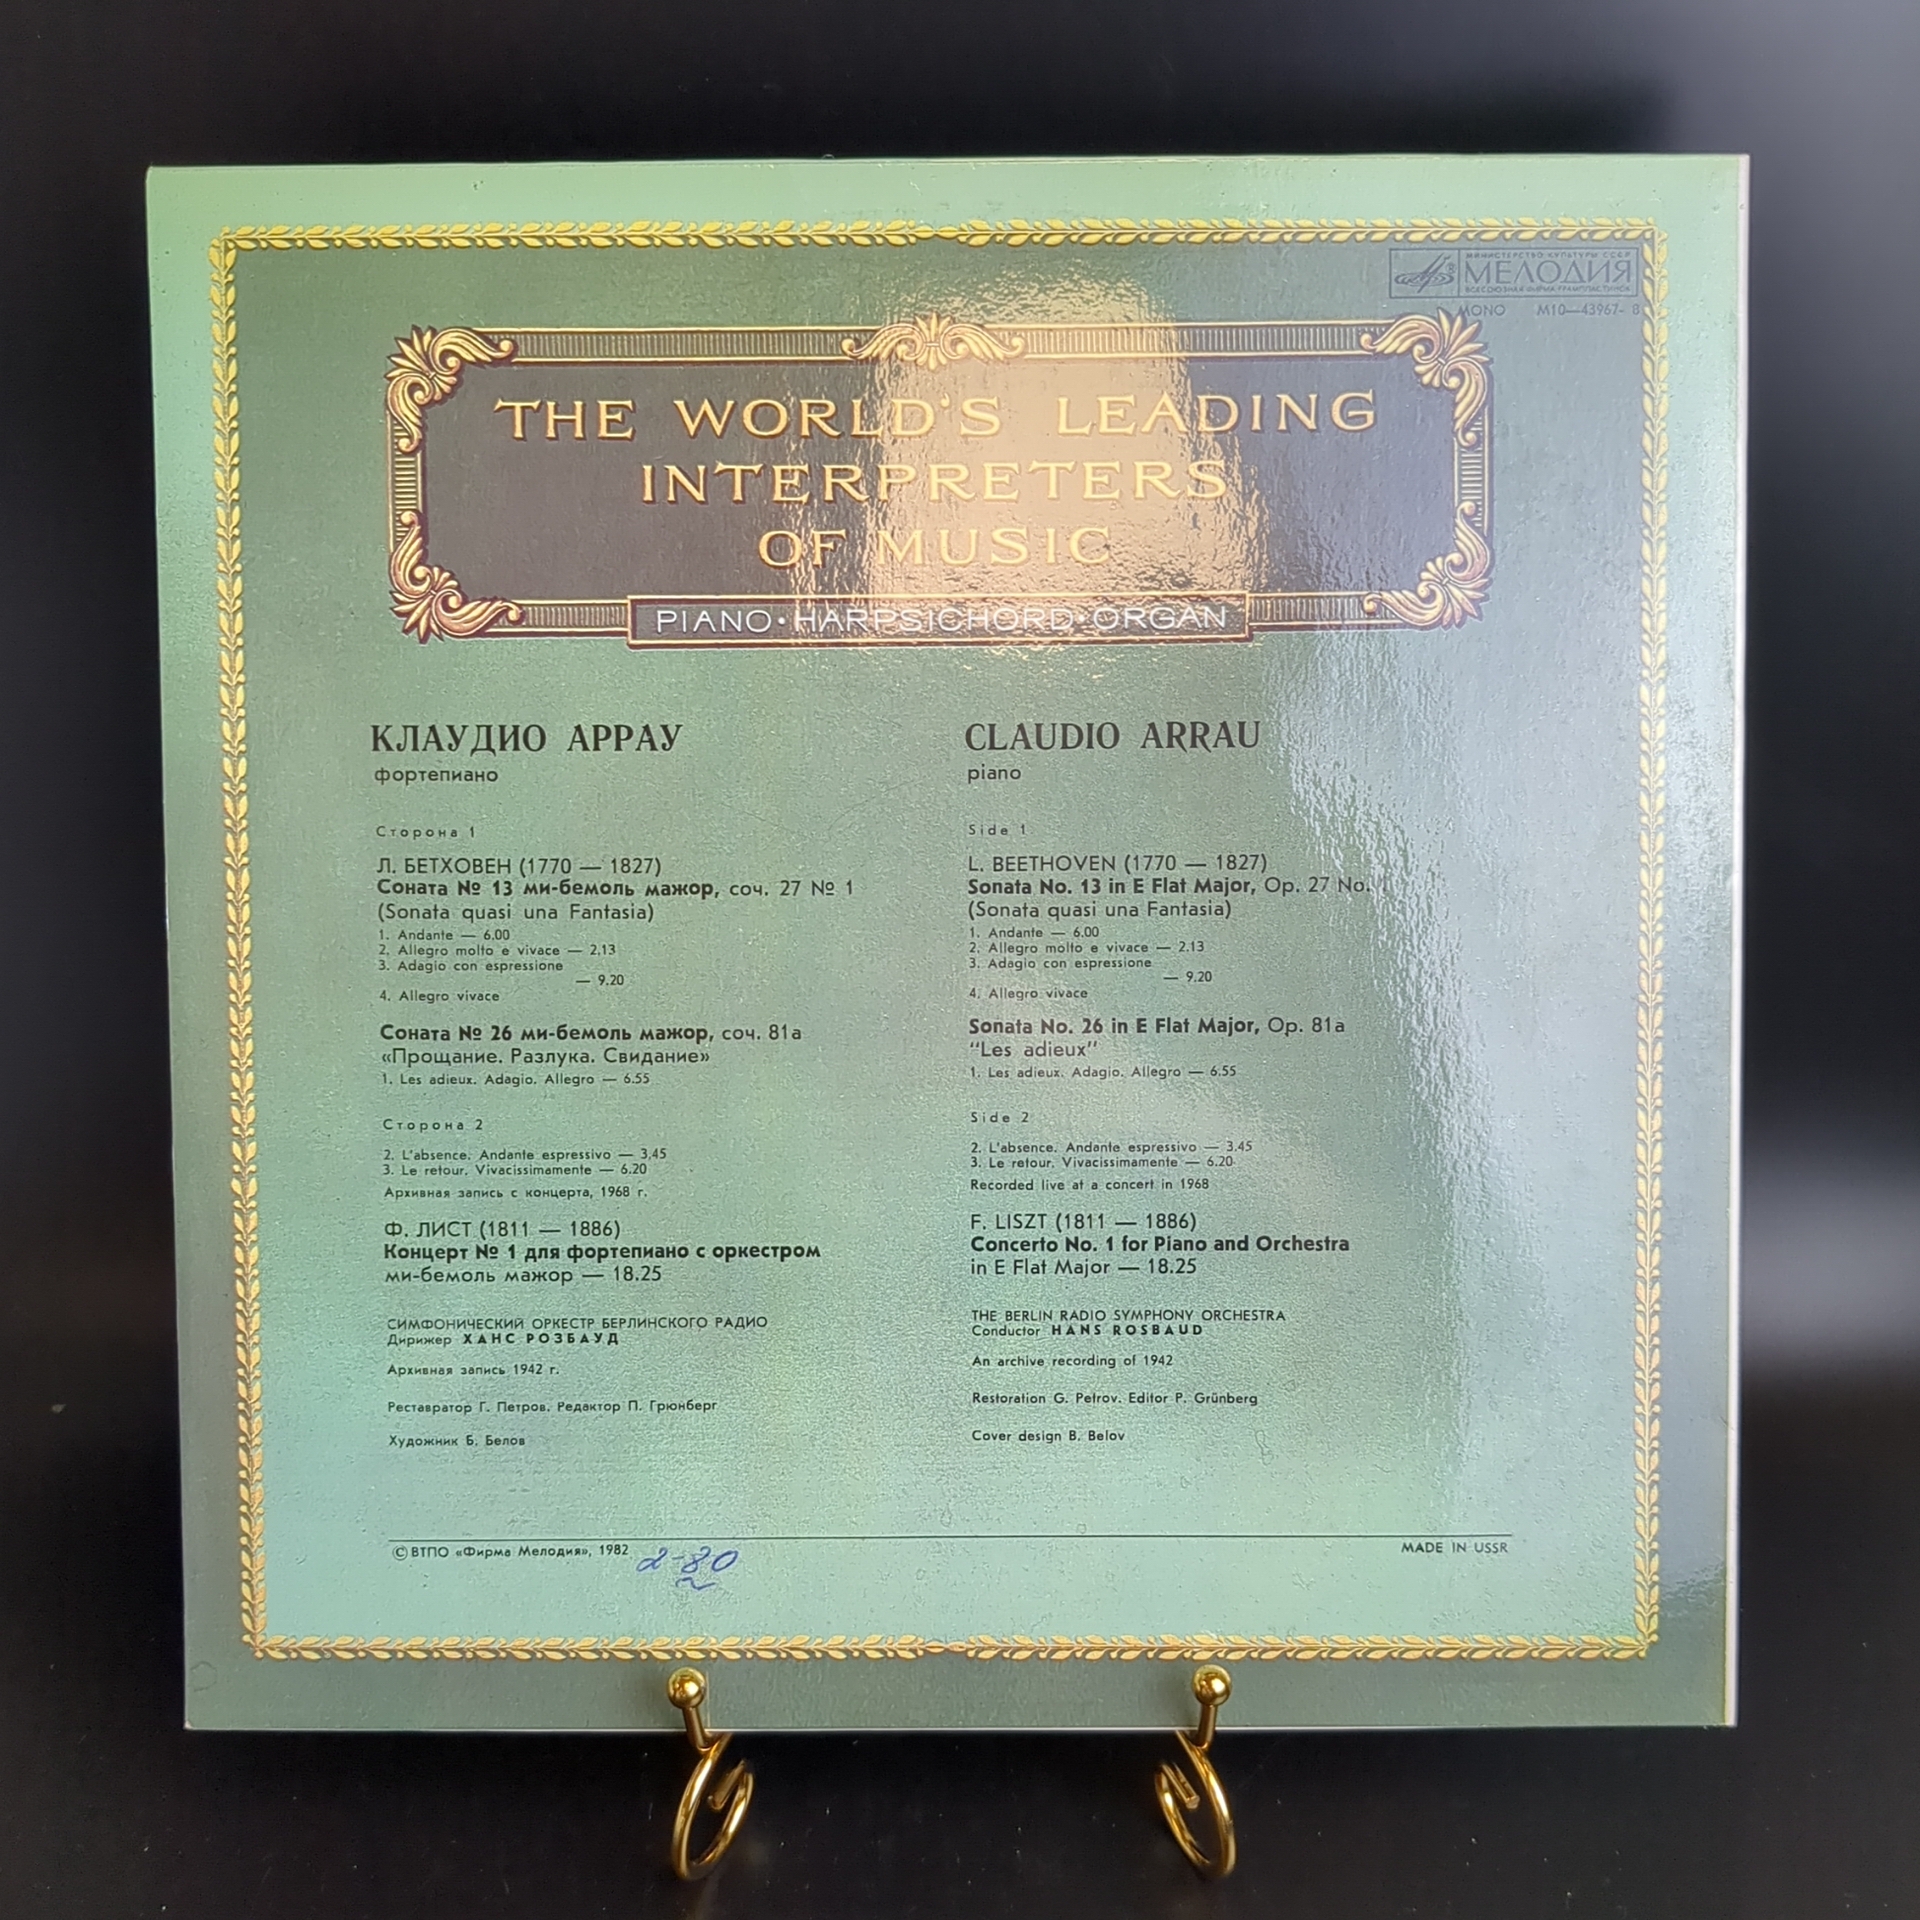 МИНИСТЕРСТВО КУЛЬТУРЫ СССР
МЕЛОДИЯ
ВСЕСОЮЗНАЯ ФИРМА ГРАМПЛАСТИНОК
MONO М10—43967- 8
THE WORLD'S LEADING
INTERPRETERS
OF MUSIC
PIANO·HARPSICHORD·ORGAN
КЛАУДИО АРРАУ
фортепиано
Сторона 1
Л. БЕТХОВЕН (1770 — 1827)
Соната № 13 ми-бемоль мажор, соч. 27 № 1
(Sonata quasi una Fantasia)
1. Andante — 6.00
2. Allegro molto e vivace — 2.13
3. Adagio con espressione
— 9.20
4. Allegro vivace
Соната № 26 ми-бемоль мажор, соч. 81а
«Прощание. Разлука. Свидание»
1. Les adieux. Adagio. Allegro — 6.55
Сторона 2
2. L'absence. Andante espressivo — 3.45
3. Le retour. Vivacissimamente — 6.20
Архивная запись с концерта, 1968 г.
Ф. ЛИСТ (1811 — 1886)
Концерт № 1 для фортепиано с оркестром
ми-бемоль мажор — 18.25
СИМФОНИЧЕСКИЙ ОРКЕСТР БЕРЛИНСКОГО РАДИО
Дирижер ХАНС РОЗБАУД
Архивная запись 1942 г.
Реставратор Г. Петров. Редактор П. Грюнберг
Художник Б. Белов
CLAUDIO ARRAU
piano
Side 1
L. BEETHOVEN (1770 — 1827)
Sonata No. 13 in E Flat Major, Op. 27 No. 1
(Sonata quasi una Fantasia)
1. Andante — 6.00
2. Allegro molto e vivace — 2.13
3. Adagio con espressione
— 9.20
4. Allegro vivace
Sonata No. 26 in E Flat Major, Op. 81a
"Les adieux"
1. Les adieux. Adagio. Allegro — 6.55
Side 2
2. L'absence. Andante espressivo — 3.45
3. Le retour. Vivacissimamente — 6.20
Recorded live at a concert in 1968
F. LISZT (1811 — 1886)
Concerto No. 1 for Piano and Orchestra
in E Flat Major — 18.25
THE BERLIN RADIO SYMPHONY ORCHESTRA
Conductor HANS ROSBAUD
An archive recording of 1942
Restoration G. Petrov. Editor P. Grünberg
Cover design B. Belov
© ВТПО «Фирма Мелодия», 1982
2-80
MADE IN USSR